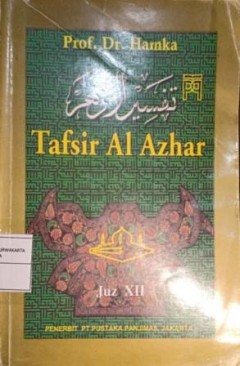 Prof. Dr. Hamka
تفسير الأزهر
Tafsir Al Azhar
Juz XII
PENERBIT PT PUSTAKA PANJIMAS, JAKARTA